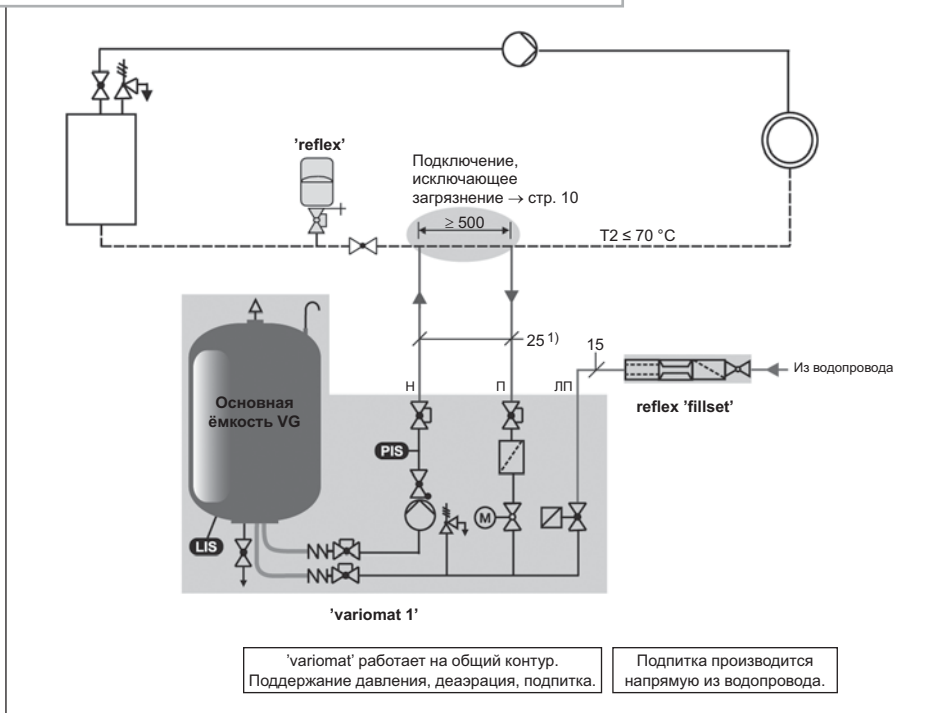 ’reflex’
Подключение,
исключающее
загрязнение → стр. 10
≥ 500
T2 ≤ 70 °C
25 1)
15
Из водопровода
Н
П
ЛП
reflex 'fillset'
Основная
ёмкость VG
PIS
M
LIS
’variomat 1’
’variomat’ работает на общий контур.
Поддержание давления, деаэрация, подпитка.
Подпитка производится
напрямую из водопровода.